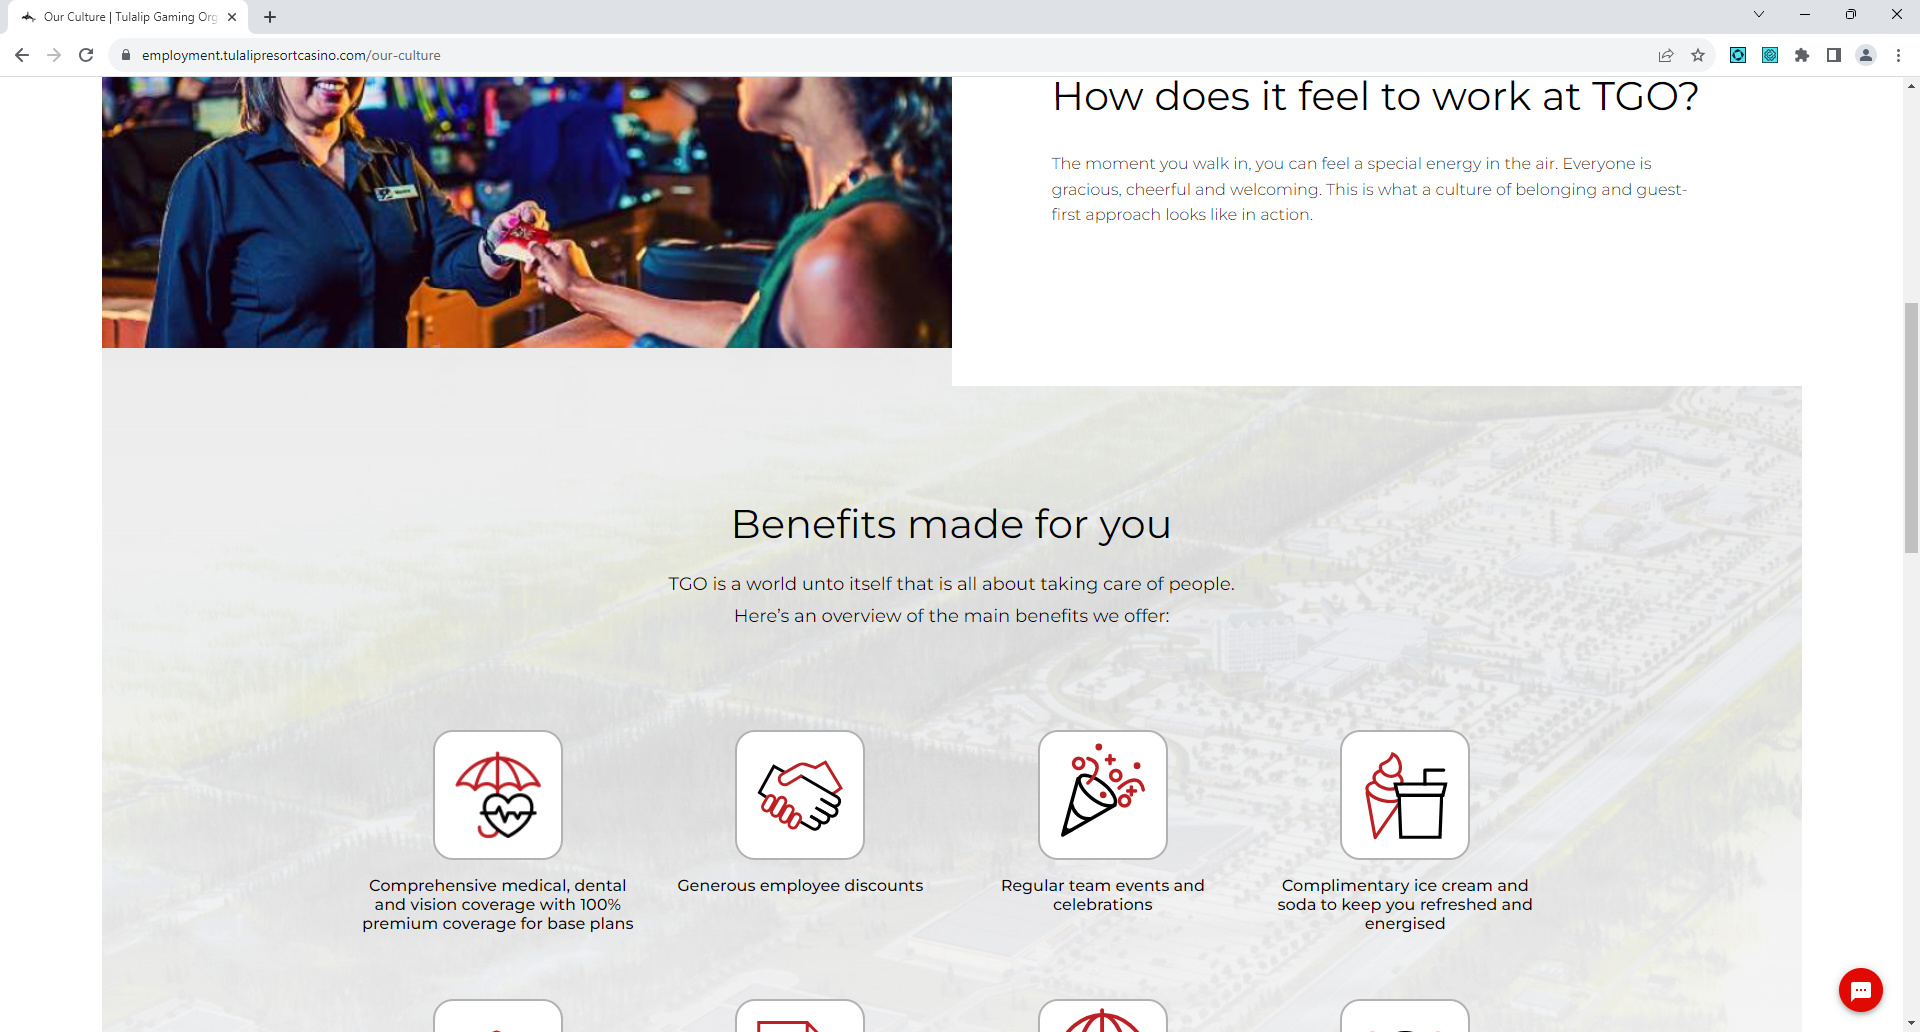 Our Culture | Tulalip Gaming Org
employment.tulalipresortcasino.com/our-culture
How does it feel to work at TGO?
The moment you walk in, you can feel a special energy in the air. Everyone is
gracious, cheerful and welcoming. This is what a culture of belonging and guest-
first approach looks like in action.
Benefits made for you
TGO is a world unto itself that is all about taking care of people.
Here's an overview of the main benefits we offer:
Comprehensive medical, dental
and vision coverage with 100%
premium coverage for base plans
Generous employee discounts
Regular team events and
celebrations
Complimentary ice cream and
soda to keep you refreshed and
energised